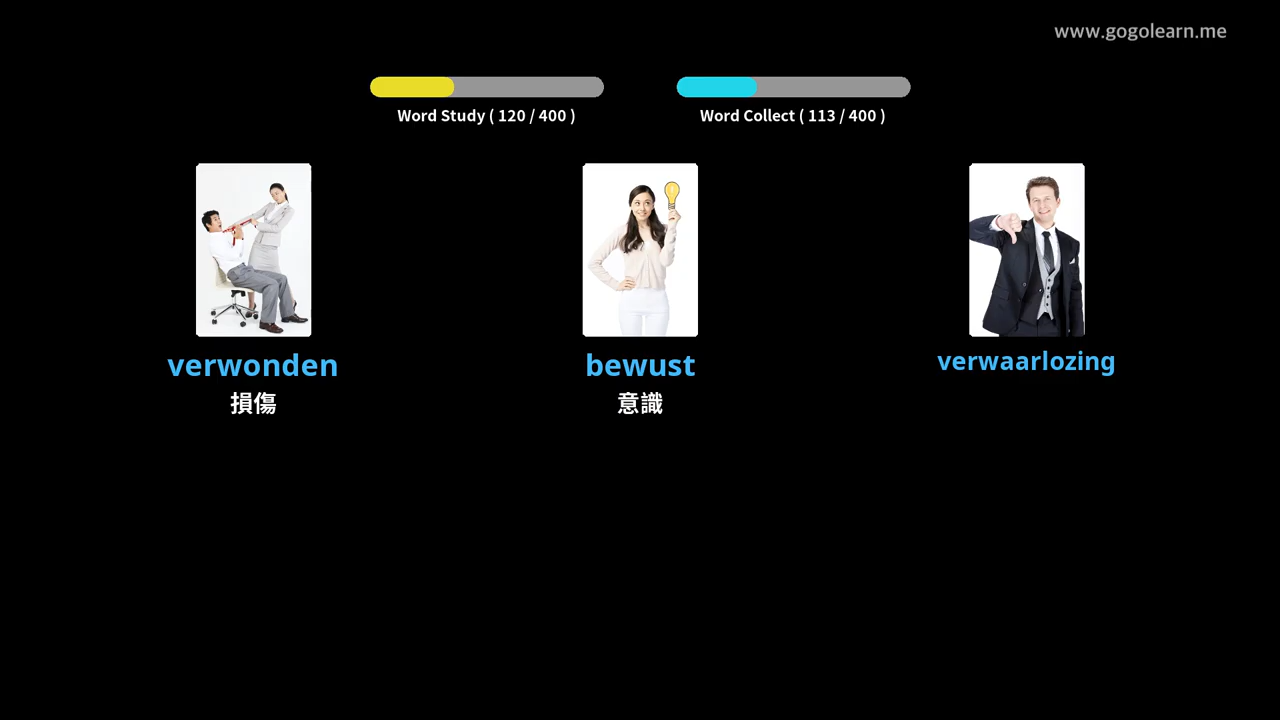 www.gogolearn.me
Word Study ( 120 / 400 )
Word Collect ( 113 / 400 )
verwonden
損傷
bewust
意識
verwaarlozing